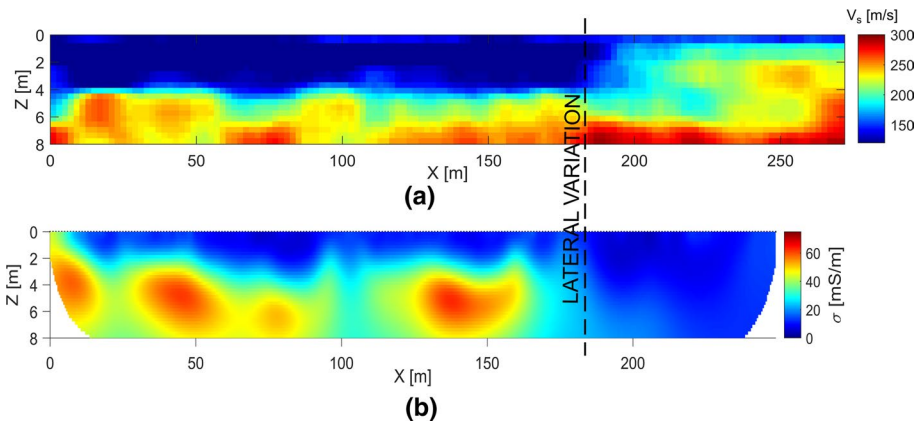 V_s [m/s]
0
2
4
6
8
Z [m]
300
250
200
150
0 50 100 150 200 250
X [m]
(a)
LATERAL VARIATION
0
2
4
6
8
Z [m]
60
40
20
0
σ [mS/m]
0 50 100 150 200
X [m]
(b)